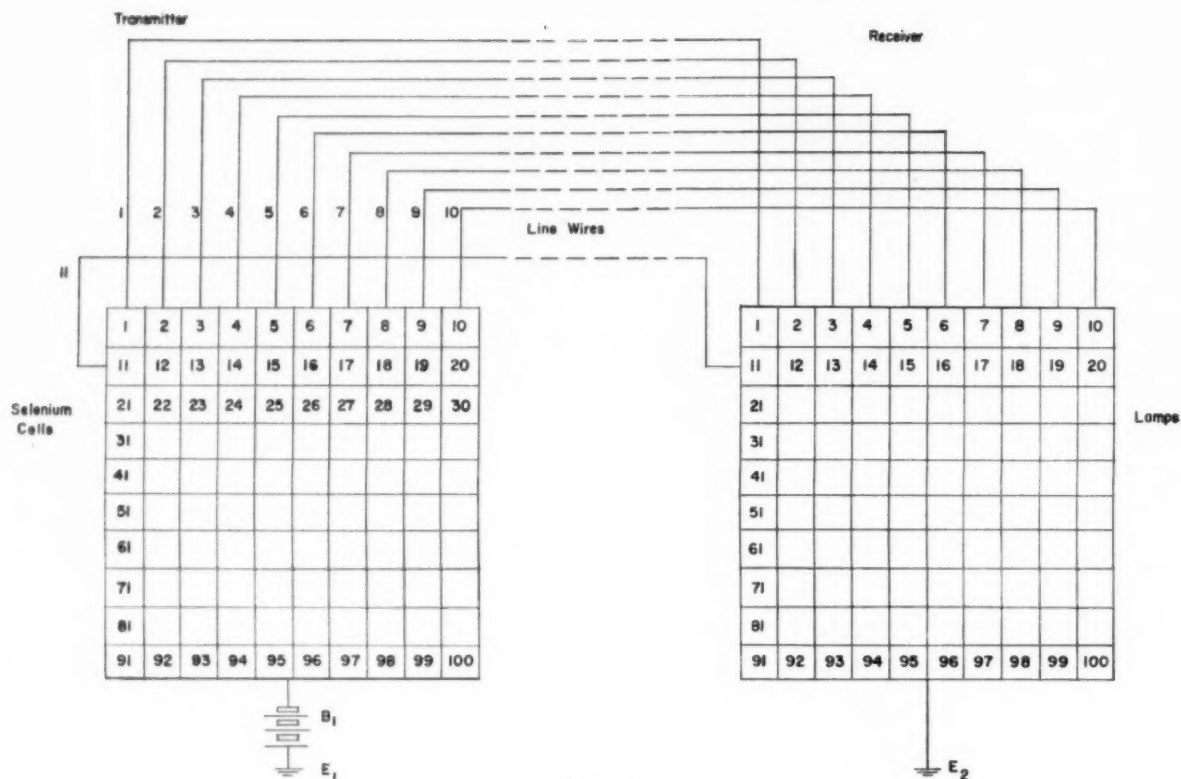 Transmitter
Receiver
1 2 3 4 5 6 7 8 9 10
Line Wires
11
1 2 3 4 5 6 7 8 9 10
11 12 13 14 15 16 17 18 19 20
21 22 23 24 25 26 27 28 29 30
31
41
51
61
71
81
91 92 93 94 95 96 97 98 99 100
Selenium
Cells
B1
E1
1 2 3 4 5 6 7 8 9 10
11 12 13 14 15 16 17 18 19 20
21
31
41
51
61
71
81
91 92 93 94 95 96 97 98 99 100
Lamps
E2